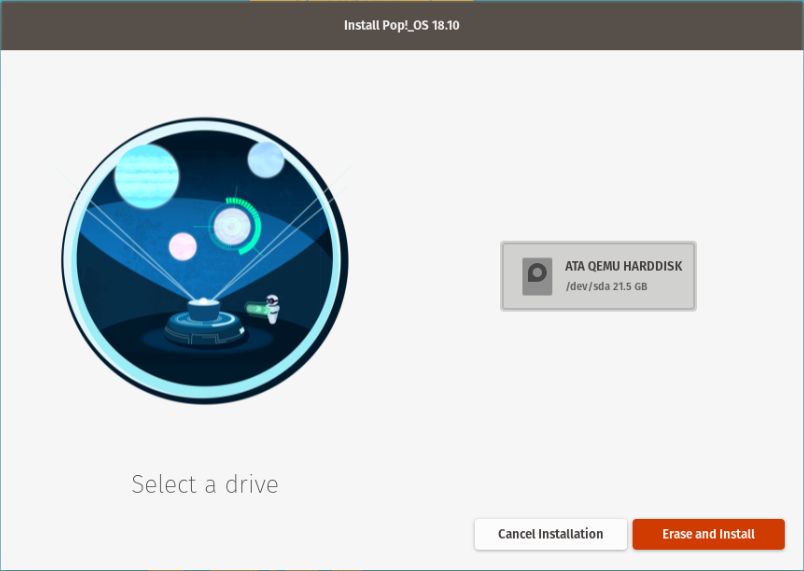 Install Pop!_OS 18.10
ATA QEMU HARDDISK
/dev/sda 21.5 GB
Select a drive
Cancel Installation
Erase and Install